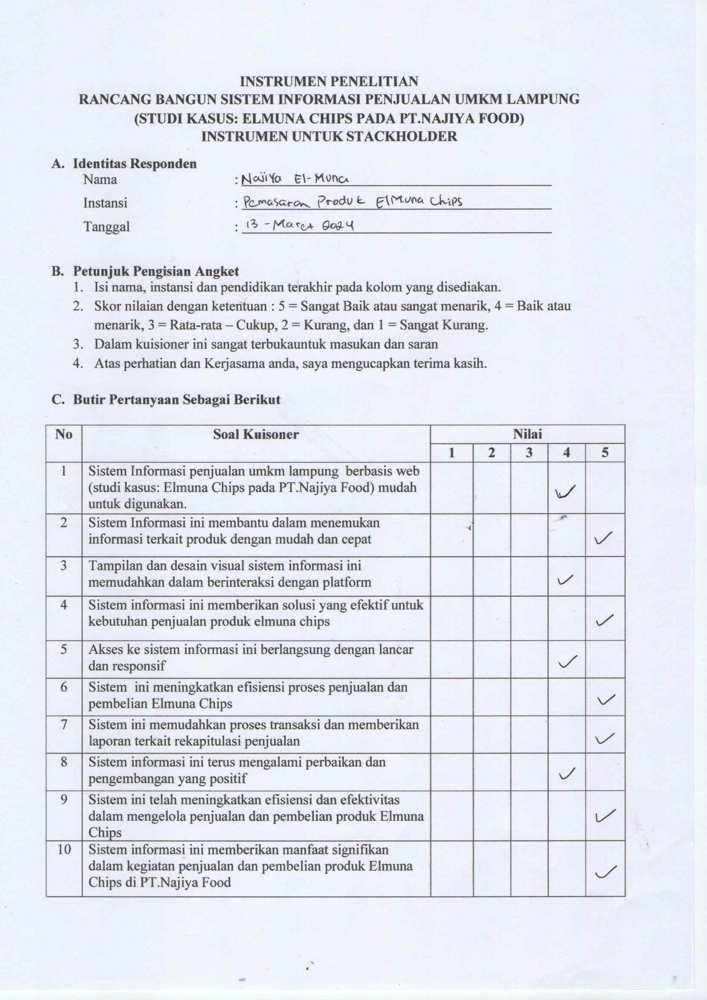 INSTRUMEN PENELITIAN
RANCANG BANGUN SISTEM INFORMASI PENJUALAN UMKM LAMPUNG
(STUDI KASUS: ELMUNA CHIPS PADA PT.NAJIYA FOOD)
INSTRUMEN UNTUK STACKHOLDER
A. Identitas Responden
Nama : Najiya El-Muna
Instansi : Pemasaran Produk ElMuna Chips
Tanggal : 13 - Maret 2024
B. Petunjuk Pengisian Angket
1. Isi nama, instansi dan pendidikan terakhir pada kolom yang disediakan.
2. Skor nilaian dengan ketentuan : 5 = Sangat Baik atau sangat menarik, 4 = Baik atau
menarik, 3 = Rata-rata – Cukup, 2 = Kurang, dan 1 = Sangat Kurang.
3. Dalam kuisioner ini sangat terbukauntuk masukan dan saran
4. Atas perhatian dan Kerjasama anda, saya mengucapkan terima kasih.
C. Butir Pertanyaan Sebagai Berikut
No Soal Kuisoner Nilai
1 2 3 4 5
1 Sistem Informasi penjualan umkm lampung berbasis web
(studi kasus: Elmuna Chips pada PT.Najiya Food) mudah
untuk digunakan. ✓
2 Sistem Informasi ini membantu dalam menemukan
informasi terkait produk dengan mudah dan cepat ✓
3 Tampilan dan desain visual sistem informasi ini
memudahkan dalam berinteraksi dengan platform ✓
4 Sistem informasi ini memberikan solusi yang efektif untuk
kebutuhan penjualan produk elmuna chips ✓
5 Akses ke sistem informasi ini berlangsung dengan lancar
dan responsif ✓
6 Sistem ini meningkatkan efisiensi proses penjualan dan
pembelian Elmuna Chips ✓
7 Sistem ini memudahkan proses transaksi dan memberikan
laporan terkait rekapitulasi penjualan ✓
8 Sistem informasi ini terus mengalami perbaikan dan
pengembangan yang positif ✓
9 Sistem ini telah meningkatkan efisiensi dan efektivitas
dalam mengelola penjualan dan pembelian produk Elmuna
Chips ✓
10 Sistem informasi ini memberikan manfaat signifikan
dalam kegiatan penjualan dan pembelian produk Elmuna
Chips di PT.Najiya Food ✓